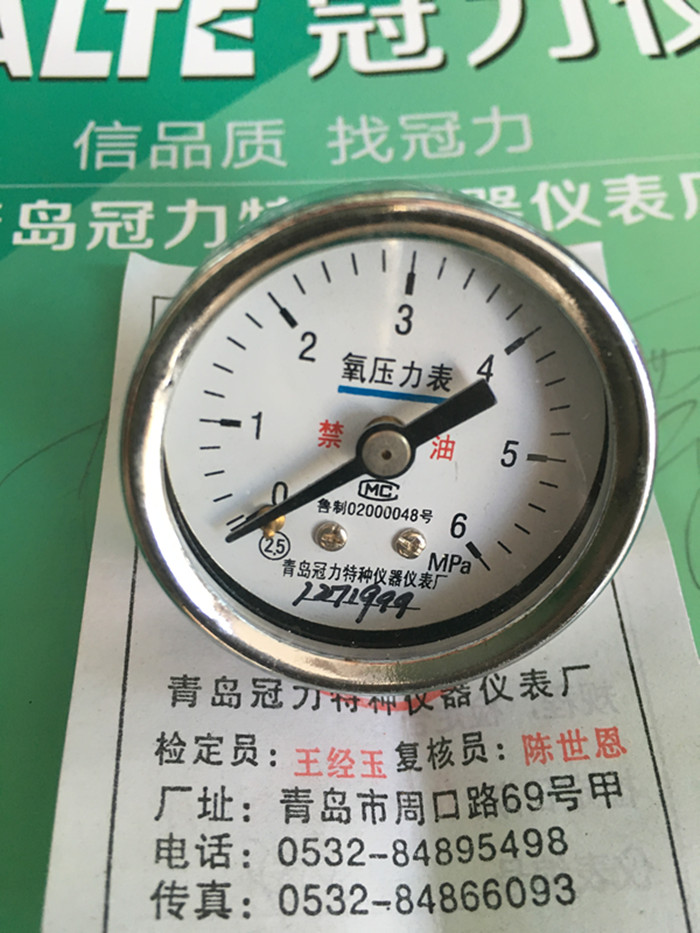 ALTE 冠力仪
信品质 找冠力
青岛冠力特种仪器仪表厂
0
1
2
3
4
5
6
氧压力表
禁 油
MC
鲁制02000048号
2,5
MPa
青岛冠力特种仪器仪表厂
1271999
青岛冠力特种仪器仪表厂
检定员：王经玉 复核员：陈世恩
厂址：青岛市周口路69号甲
电话：0532-84895498
传真：0532-84866093